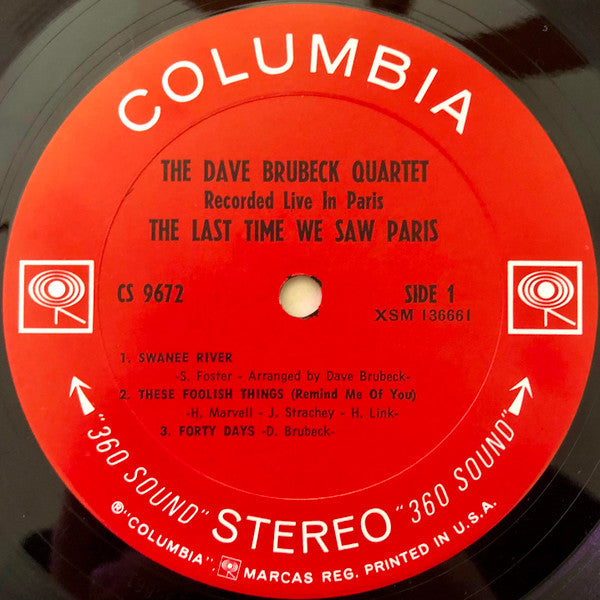 COLUMBIA
THE DAVE BRUBECK QUARTET
Recorded Live In Paris
THE LAST TIME WE SAW PARIS
CS 9672
SIDE 1
XSM 136661
1. SWANEE RIVER
-S. Foster - Arranged by Dave Brubeck-
2. THESE FOOLISH THINGS (Remind Me Of You)
-H. Marvell - J. Strachey - H. Link-
3. FORTY DAYS -D. Brubeck-
"360 SOUND" STEREO "360 SOUND"
®"COLUMBIA", MARCAS REG. PRINTED IN U.S.A.